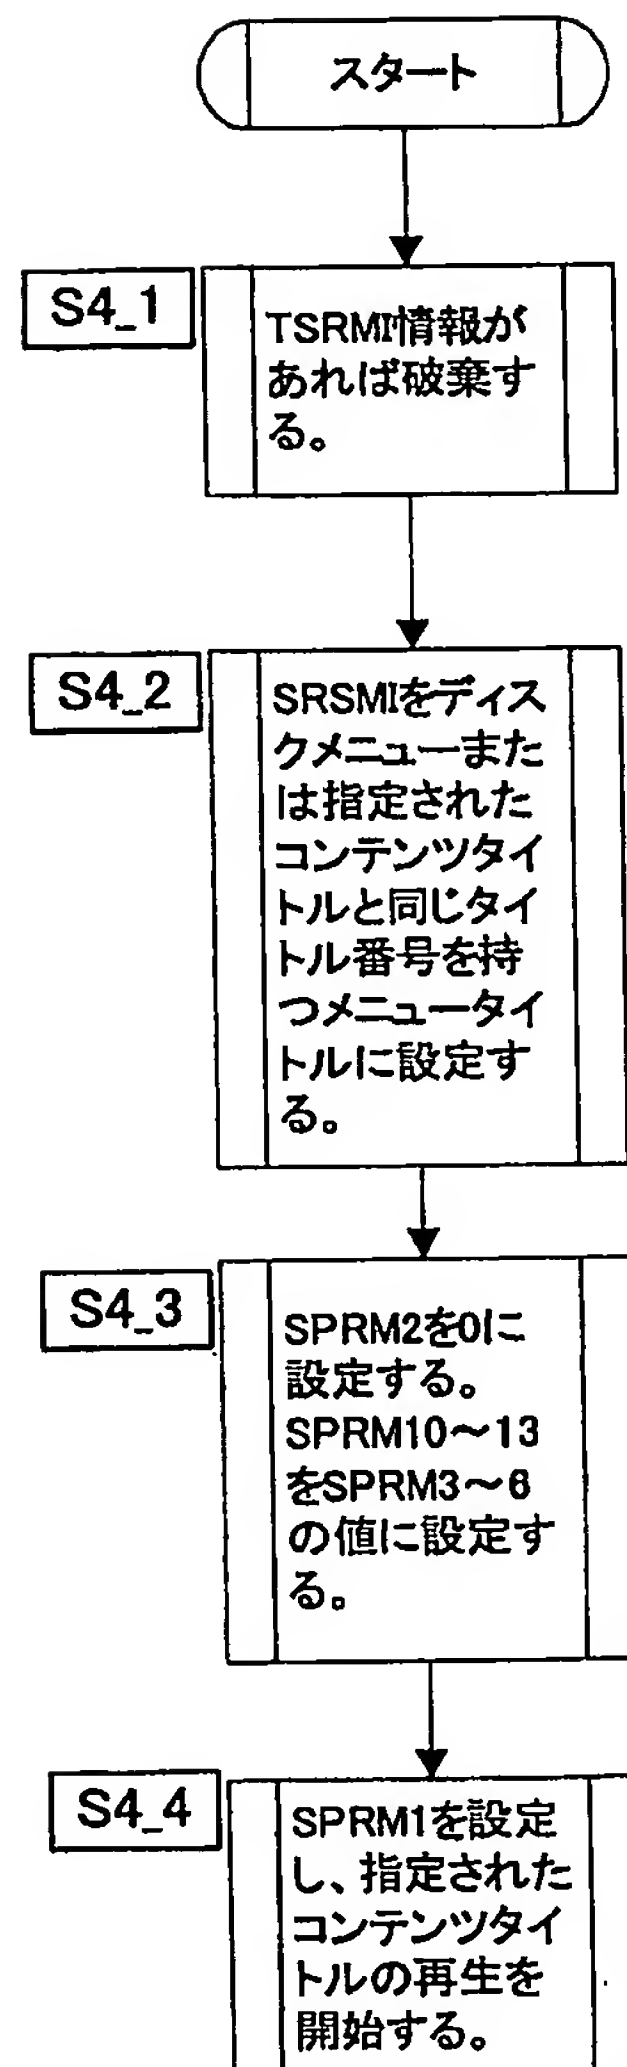 スタート
S4_1
TSRMI情報が
あれば破棄す
る。
S4_2
SRSMIをディス
クメニューまた
は指定された
コンテンツタイ
トルと同じタイ
トル番号を持
つメニュータイ
トルに設定す
る。
S4_3
SPRM2を0に
設定する。
SPRM10～13
をSPRM3～6
の値に設定す
る。
S4_4
SPRM1を設定
し、指定された
コンテンツタイ
トルの再生を
開始する。